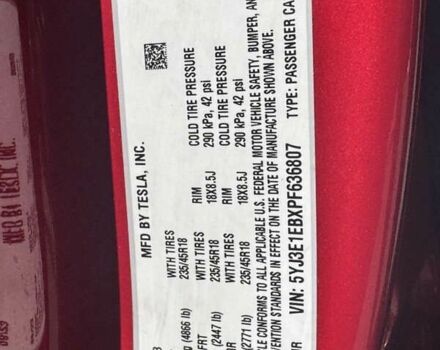 MFD BY TESLA, INC.
WITH TIRES RIM COLD TIRE PRESSURE
(4866 lb) 235/45R18 18X8.5J 290 kPa, 42 psi
FRT WITH TIRES RIM COLD TIRE PRESSURE
(2447 lb) 235/45R18 18X8.5J 290 kPa, 42 psi
WITH TIRES RIM COLD TIRE PRESSURE
(2771 lb) 235/45R18 18X8.5J 290 kPa, 42 psi
CONFORMS TO ALL APPLICABLE U.S. FEDERAL MOTOR VEHICLE SAFETY, BUMPER,
STANDARDS IN EFFECT ON THE DATE OF MANUFACTURE SHOWN ABOVE.
VIN: 5YJ3E1EBXPF636807 TYPE: PASSENGER